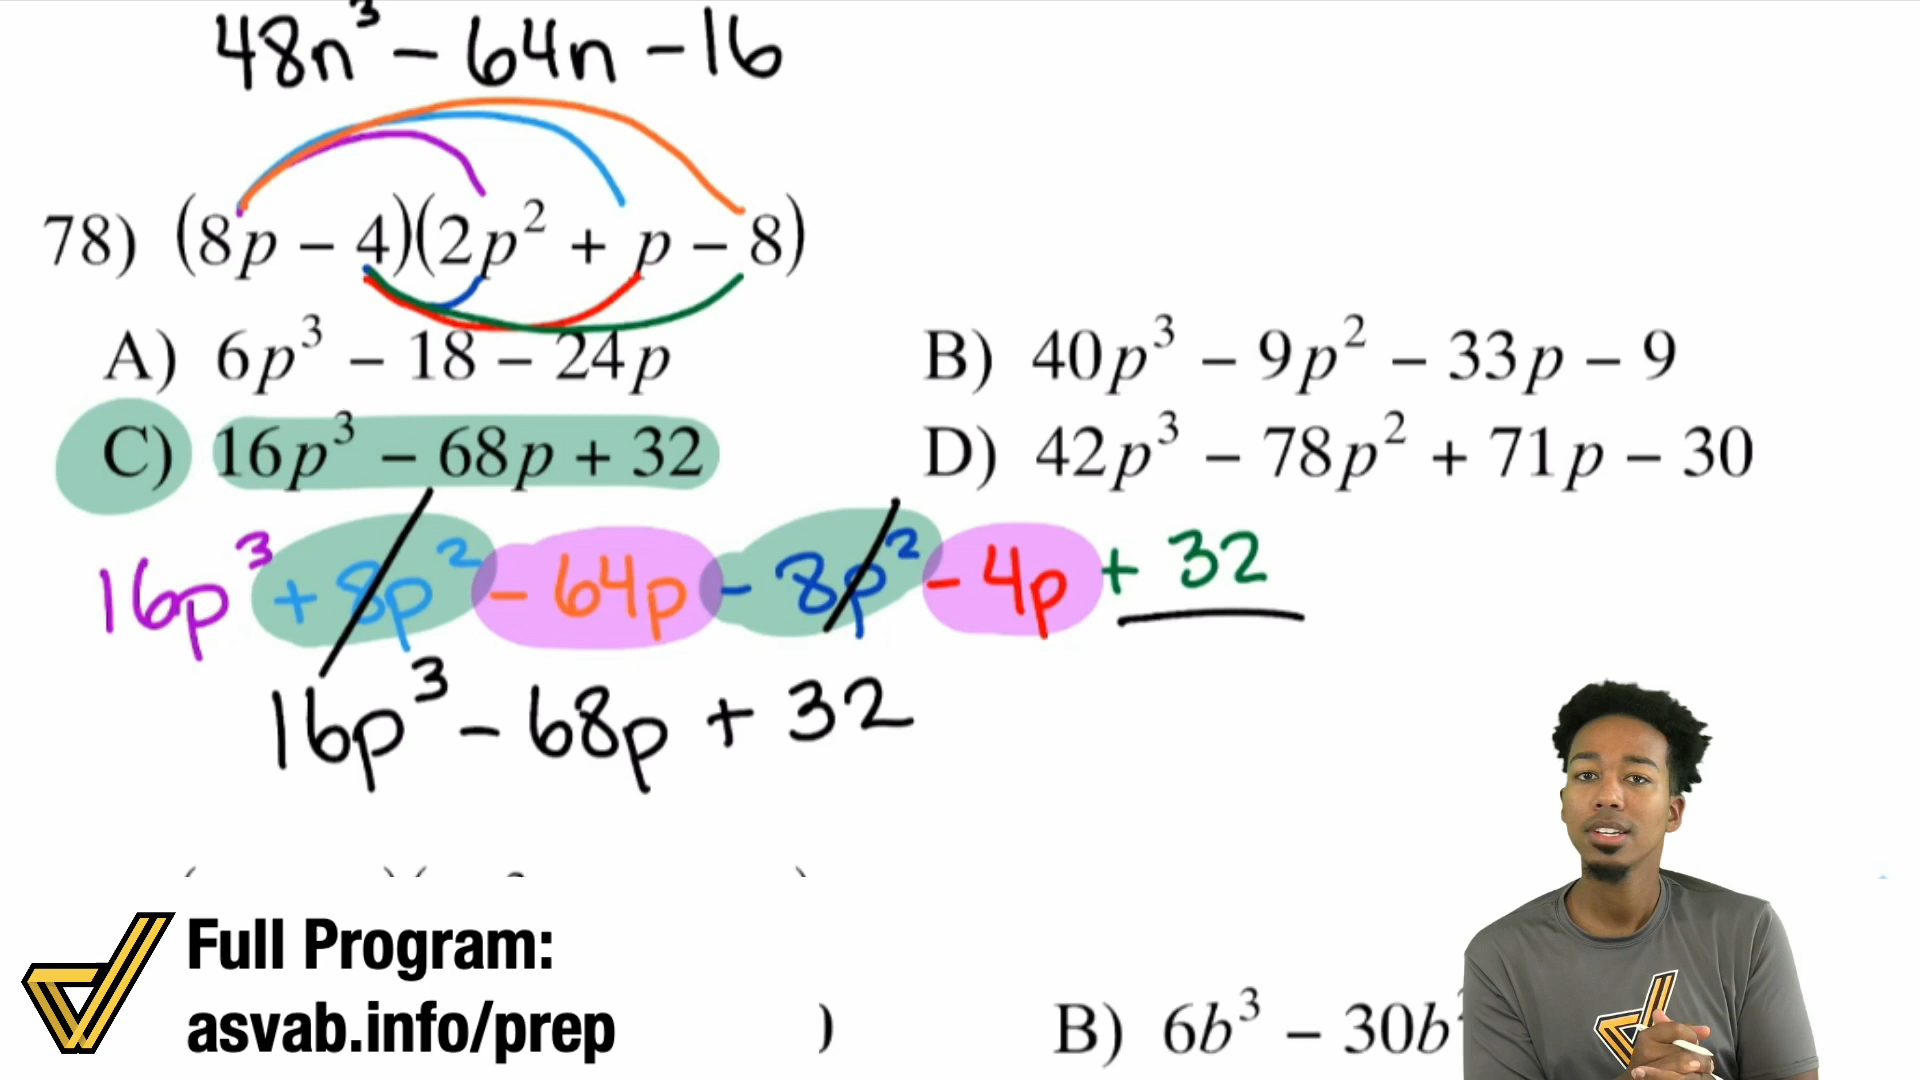 48n³ − 64n − 16
78) (8p − 4)(2p² + p − 8)
A) 6p³ − 18 − 24p
B) 40p³ − 9p² − 33p − 9
C) 16p³ − 68p + 32
D) 42p³ − 78p² + 71p − 30
16p³ + 8p² − 64p − 8p² − 4p + 32
16p³ − 68p + 32
Full Program:
asvab.info/prep
)
B) 6b³ − 30b